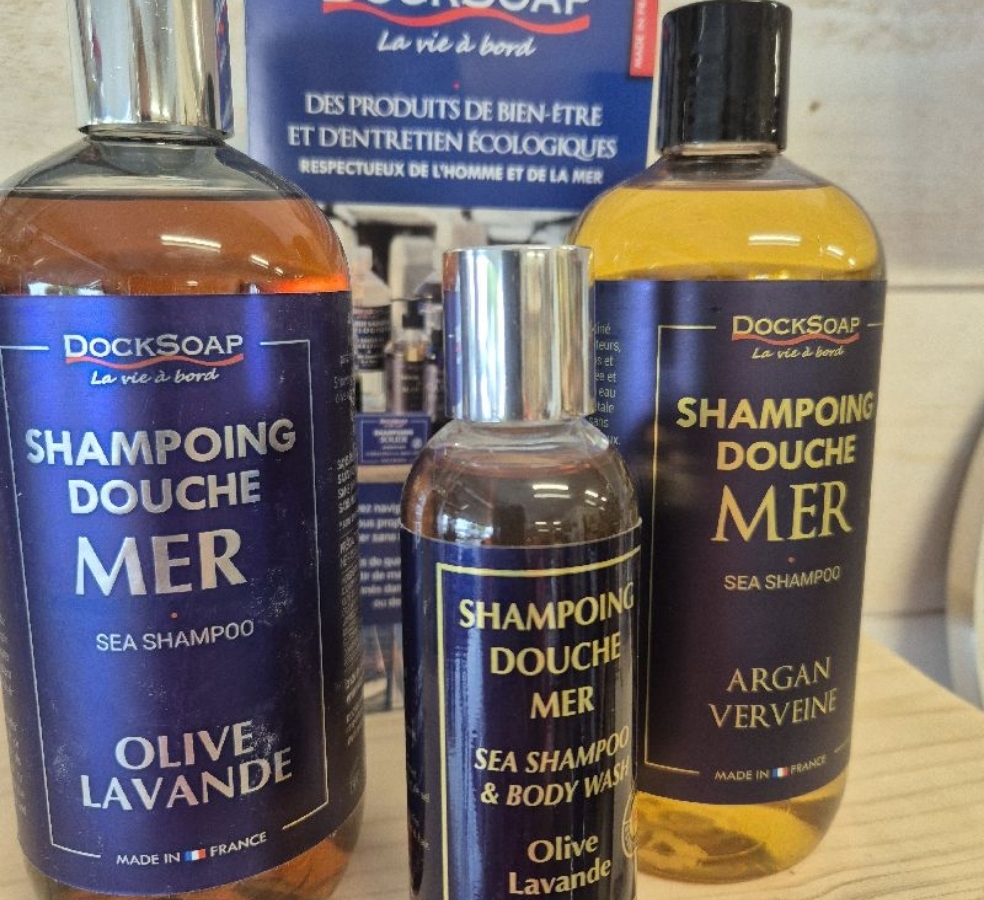 DOCKSOAP
La vie à bord
DES PRODUITS DE BIEN-ÊTRE
ET D'ENTRETIEN ÉCOLOGIQUES
RESPECTUEUX DE L'HOMME ET DE LA MER
DOCKSOAP
La vie à bord
SHAMPOING
DOUCHE
MER
SEA SHAMPOO
OLIVE
LAVANDE
MADE IN FRANCE
SHAMPOING
DOUCHE
MER
SEA SHAMPOO
& BODY WASH
Olive
Lavande
DOCKSOAP
La vie à bord
SHAMPOING
DOUCHE
MER
SEA SHAMPOO
ARGAN
VERVEINE
MADE IN FRANCE